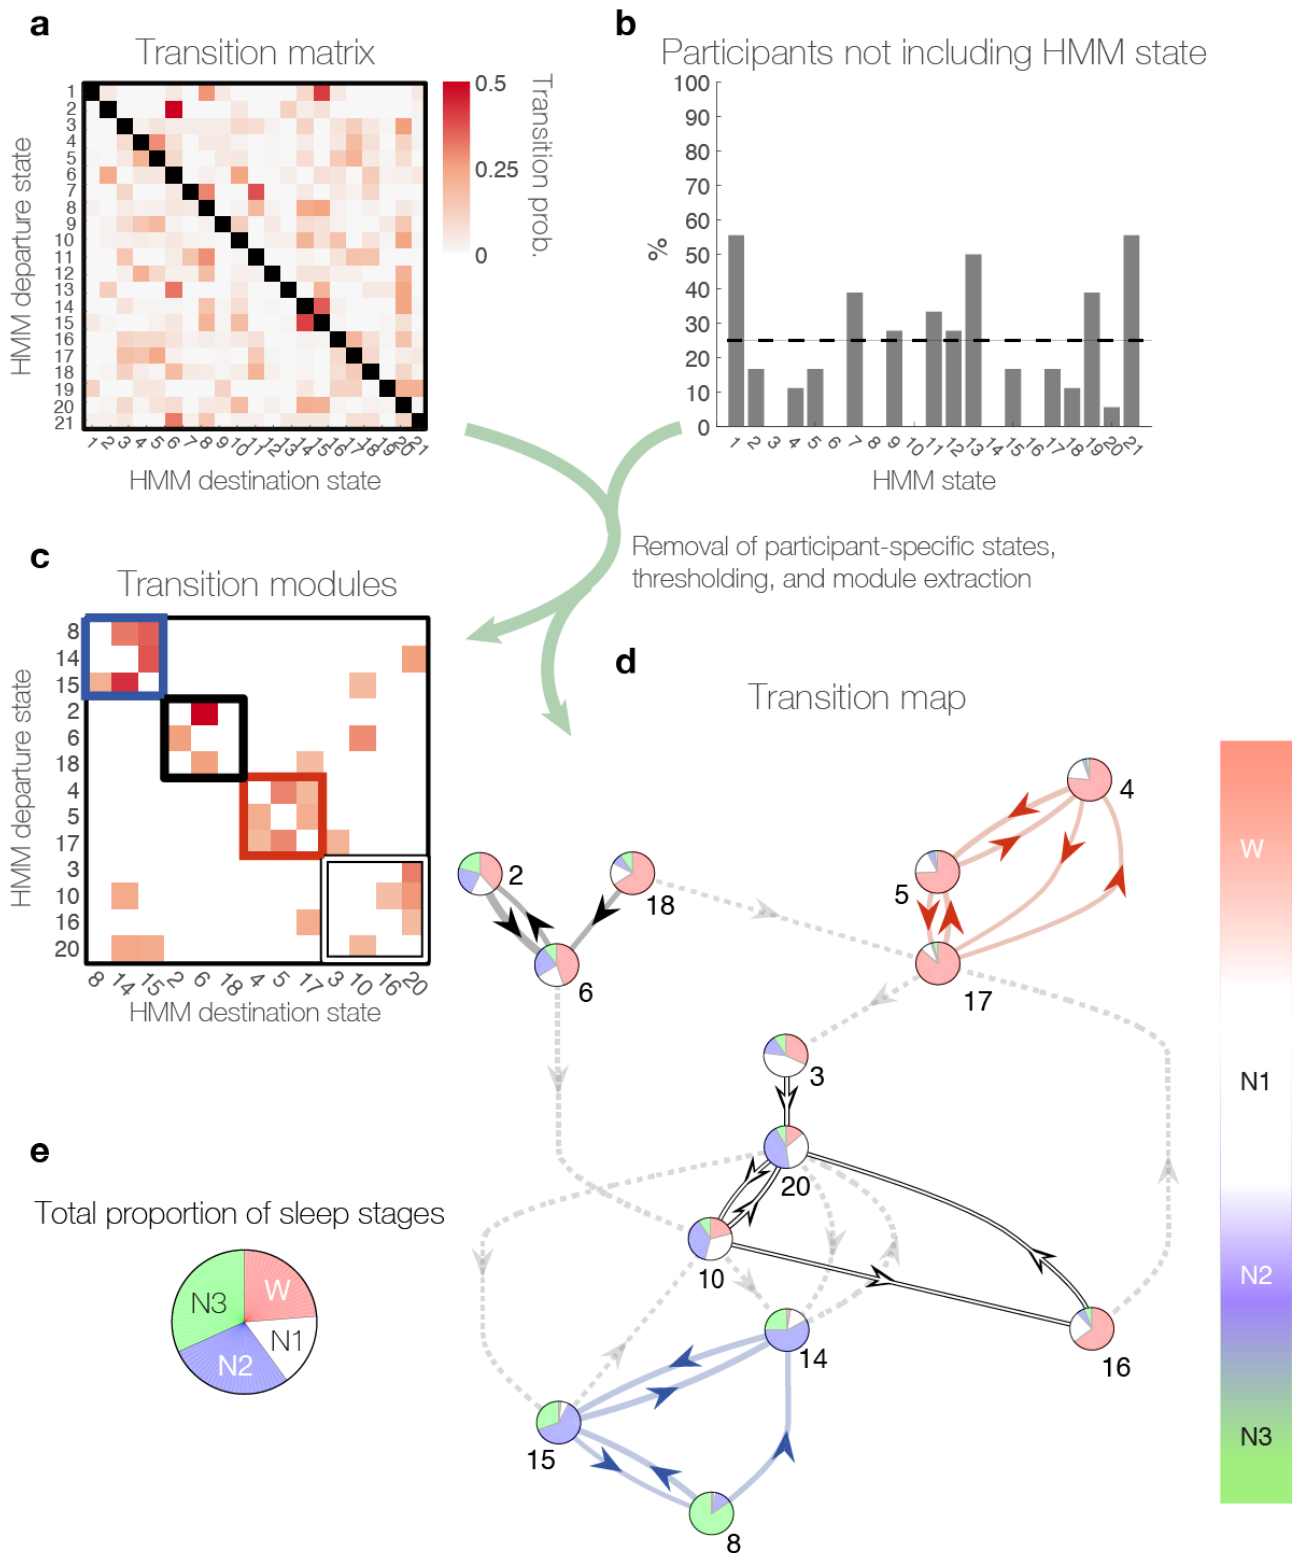 a
Transition matrix
HMM departure state
1
2
3
4
5
6
7
8
9
10
11
12
13
14
15
16
17
18
19
20
21
1 2 3 4 5 6 7 8 9 10 11 12 13 14 15 16 17 18 19 20 21
HMM destination state
0.5
0.25
0
Transition prob.
b
Participants not including HMM state
%
100
90
80
70
60
50
40
30
20
10
0
1 2 3 4 5 6 7 8 9 10 11 12 13 14 15 16 17 18 19 20 21
HMM state
Removal of participant-specific states,
thresholding, and module extraction
c
Transition modules
HMM departure state
8
14
15
2
6
18
4
5
17
3
10
16
20
8 14 15 2 6 18 4 5 17 3 10 16 20
HMM destination state
d
Transition map
4
2
18
5
6
17
3
20
10
14
16
15
8
W
N1
N2
N3
e
Total proportion of sleep stages
W
N3
N1
N2